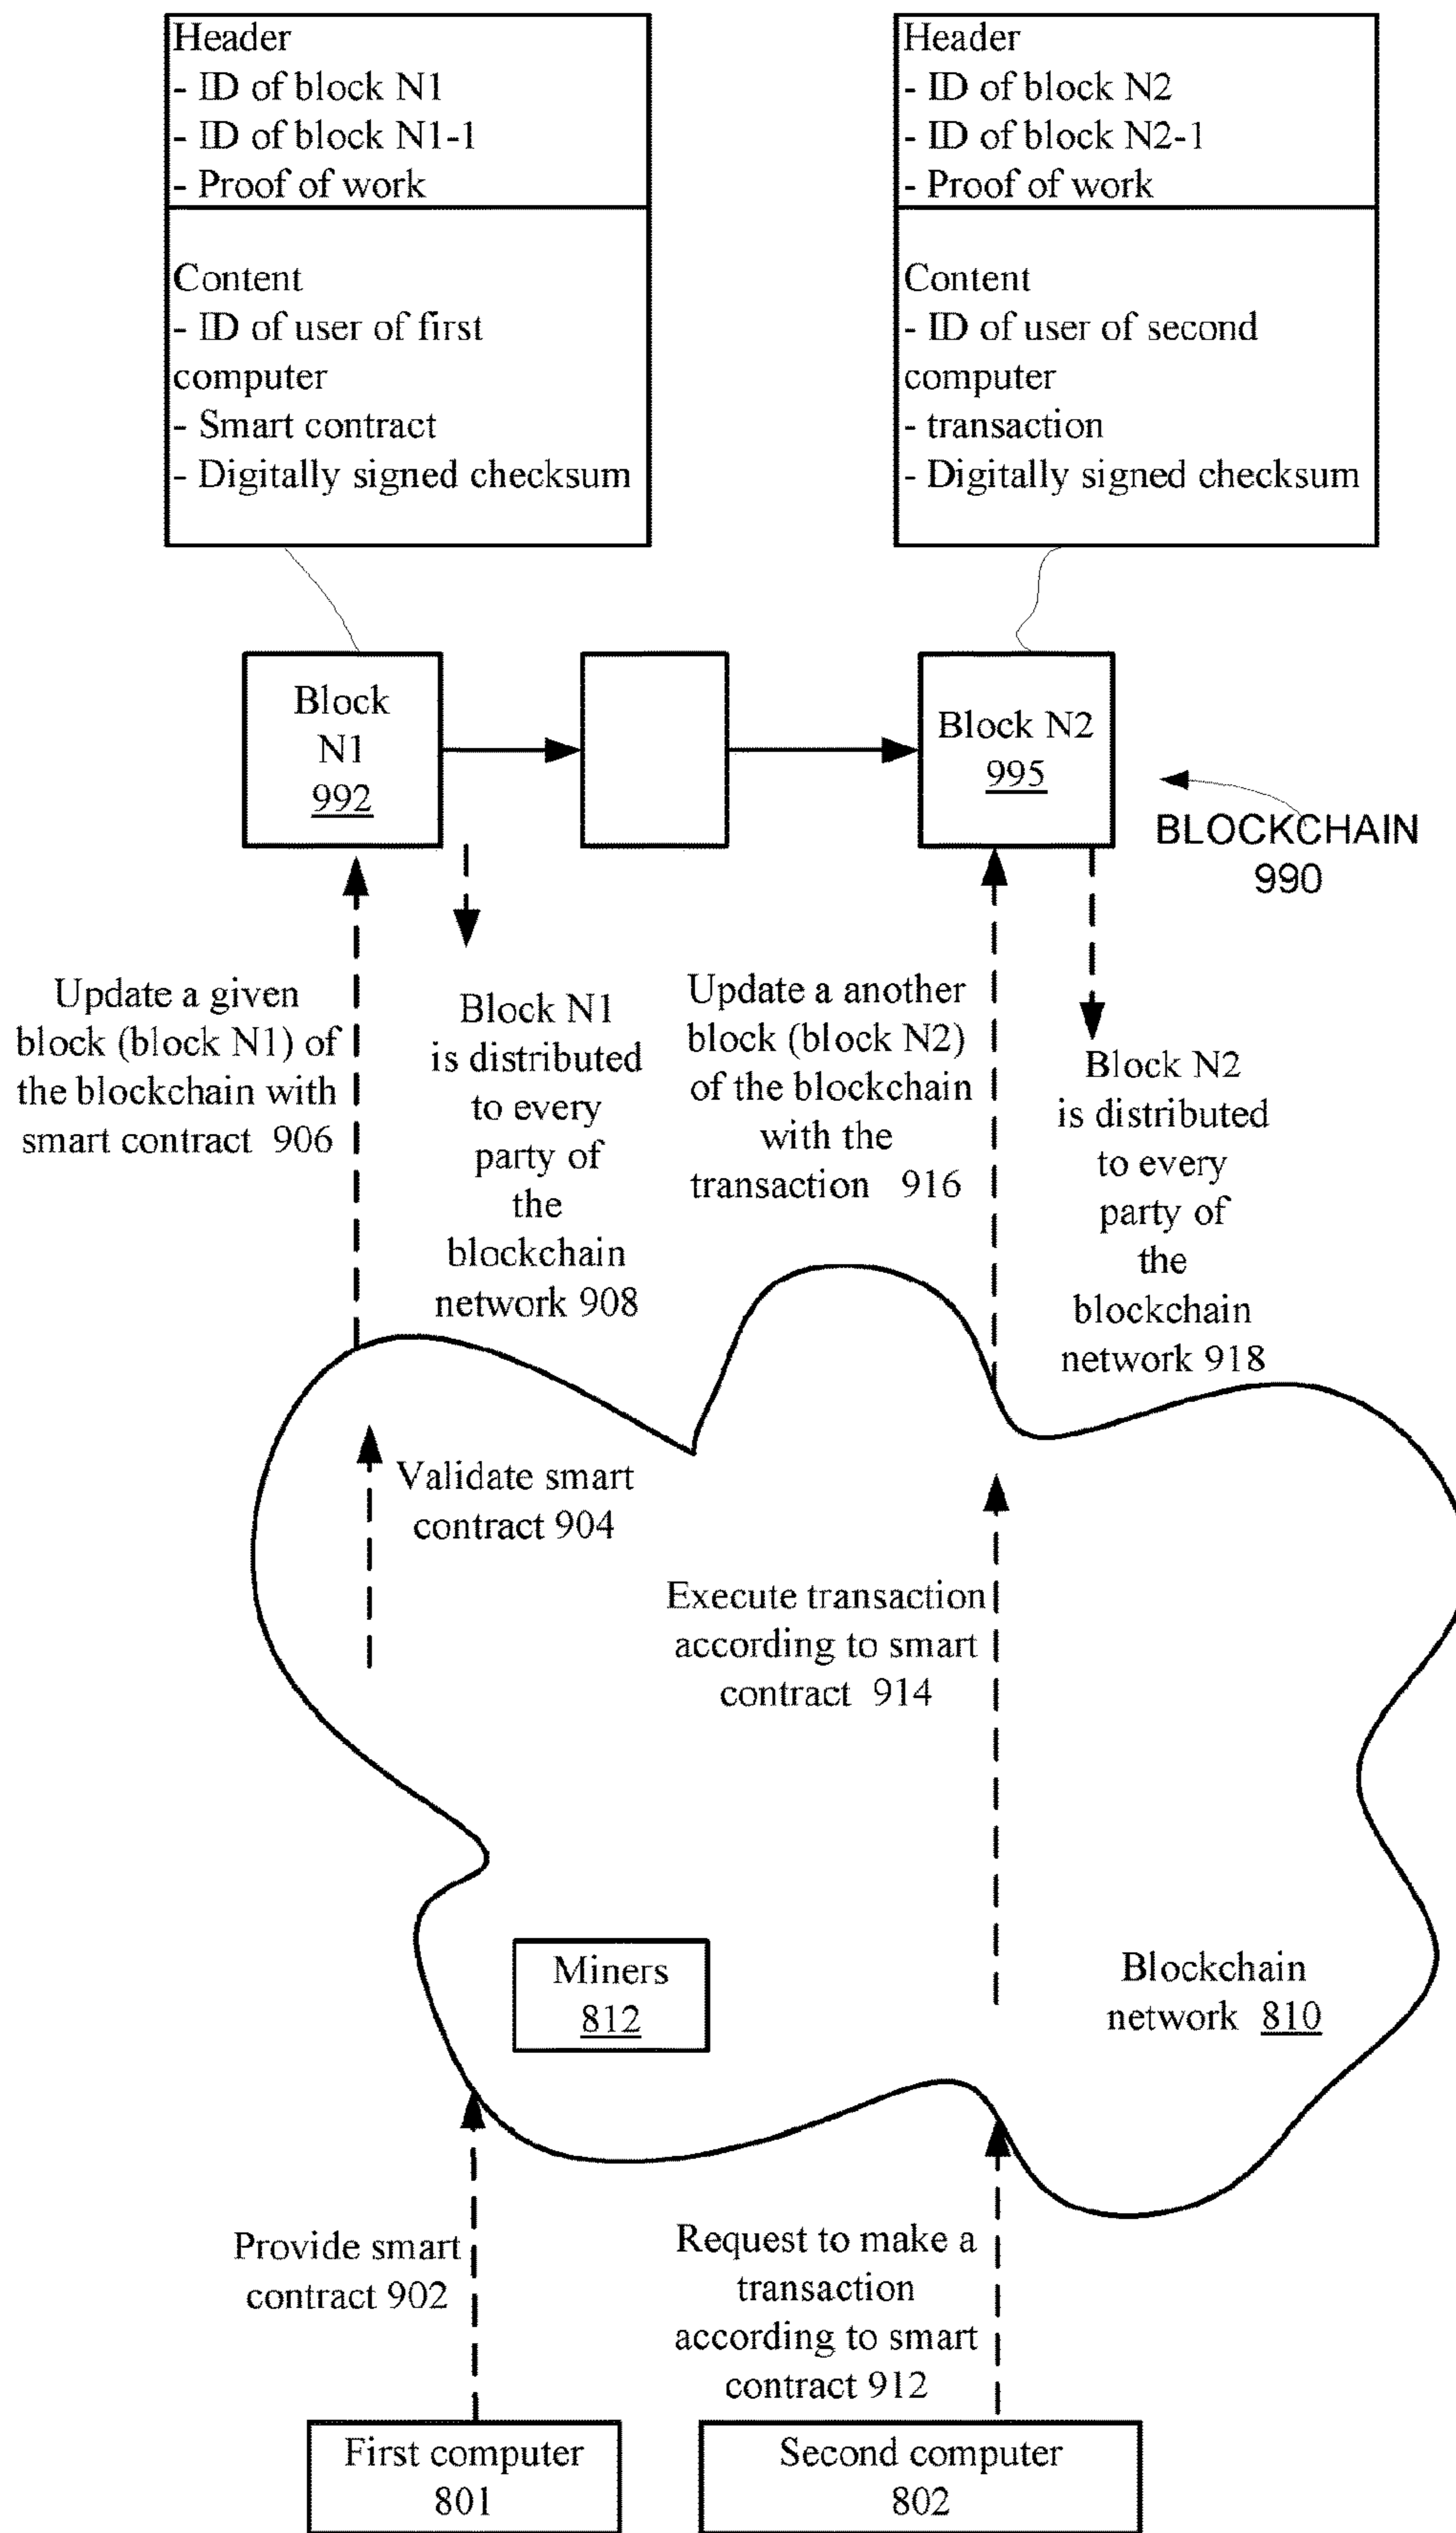 Header
- ID of block N1
- ID of block N1-1
- Proof of work
Content
- ID of user of first
computer
- Smart contract
- Digitally signed checksum
Header
- ID of block N2
- ID of block N2-1
- Proof of work
Content
- ID of user of second
computer
- transaction
- Digitally signed checksum
Block
N1
992
Block N2
995
BLOCKCHAIN
990
Update a given
block (block N1) of
the blockchain with
smart contract 906
Block N1
is distributed
to every
party of
the
blockchain
network 908
Update a another
block (block N2)
of the blockchain
with the
transaction 916
Block N2
is distributed
to every
party of
the
blockchain
network 918
Validate smart
contract 904
Execute transaction
according to smart
contract 914
Miners
812
Blockchain
network 810
Provide smart
contract 902
Request to make a
transaction
according to smart
contract 912
First computer
801
Second computer
802